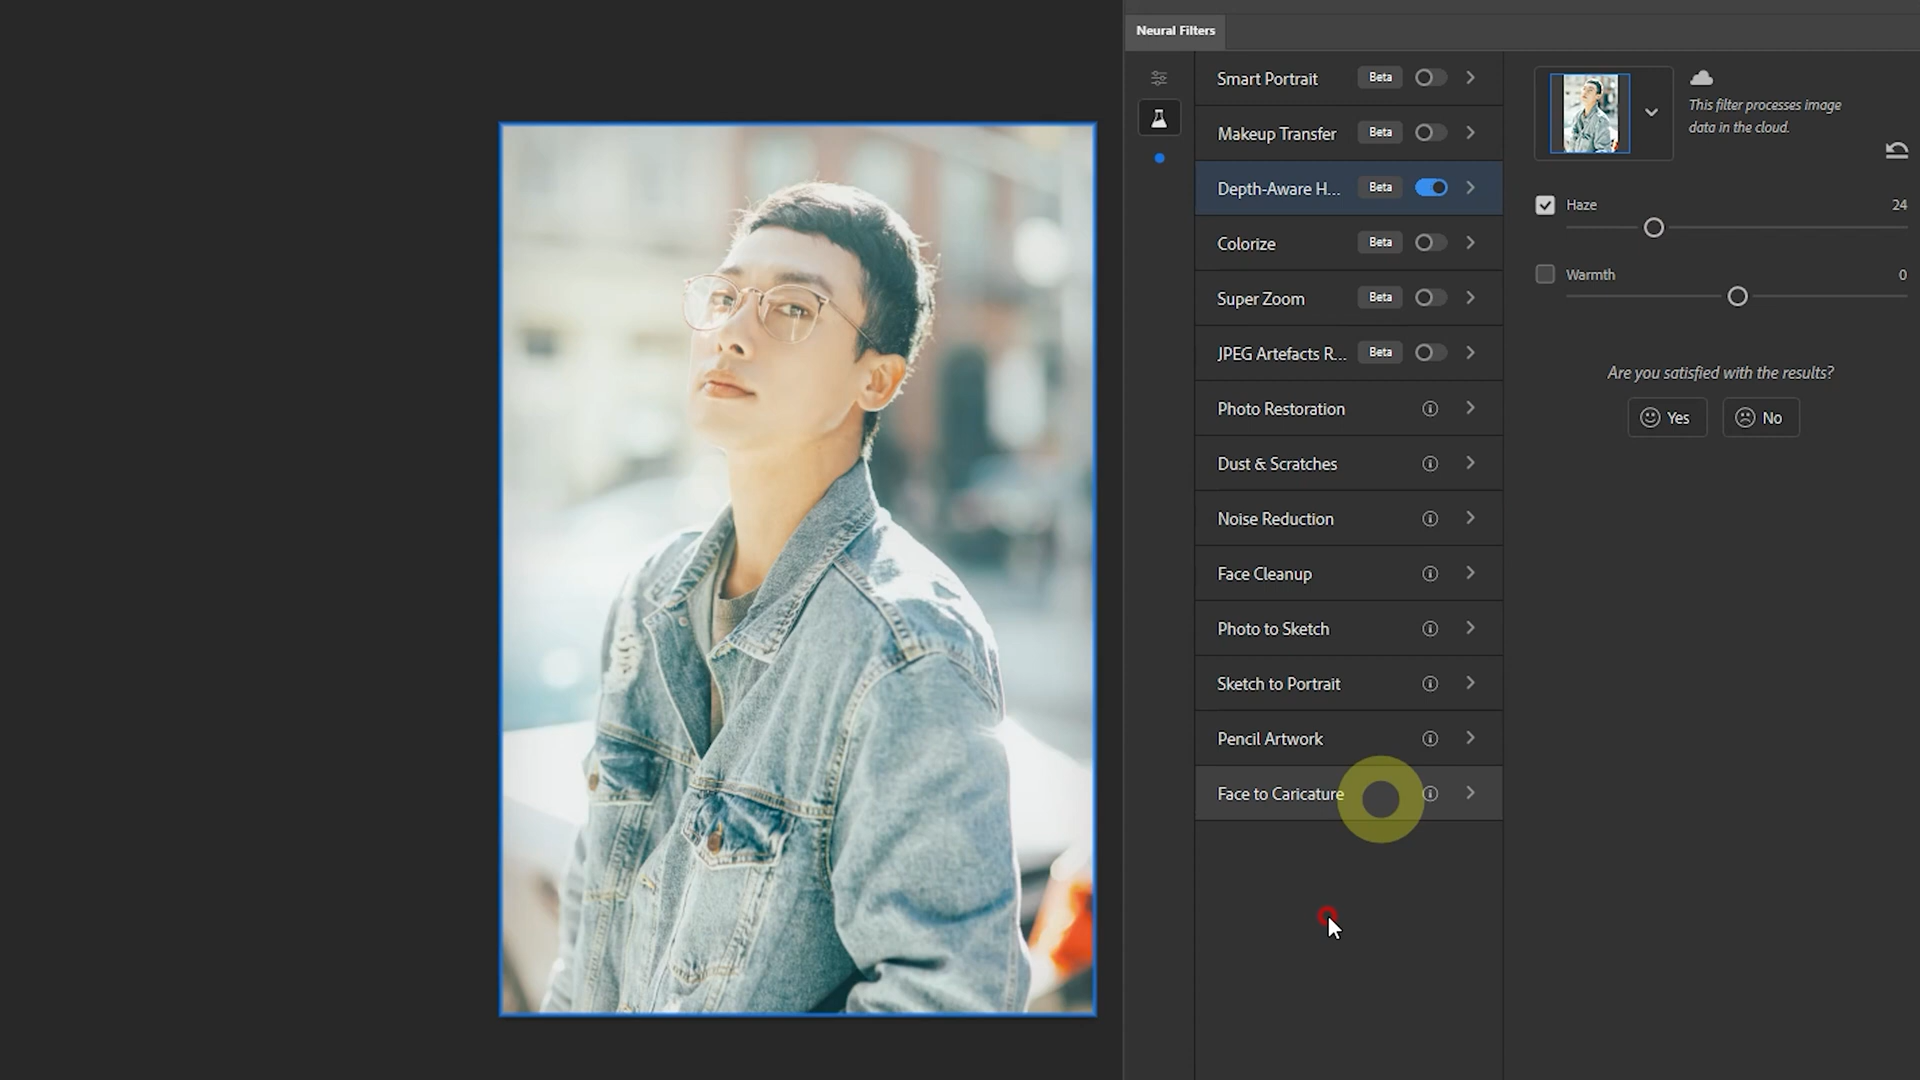 Neural Filters
Smart Portrait Beta
Makeup Transfer Beta
Depth-Aware H... Beta
Colorize Beta
Super Zoom Beta
JPEG Artefacts R... Beta
Photo Restoration
Dust & Scratches
Noise Reduction
Face Cleanup
Photo to Sketch
Sketch to Portrait
Pencil Artwork
Face to Caricature
This filter processes image
data in the cloud.
Haze 24
Warmth 0
Are you satisfied with the results?
Yes No